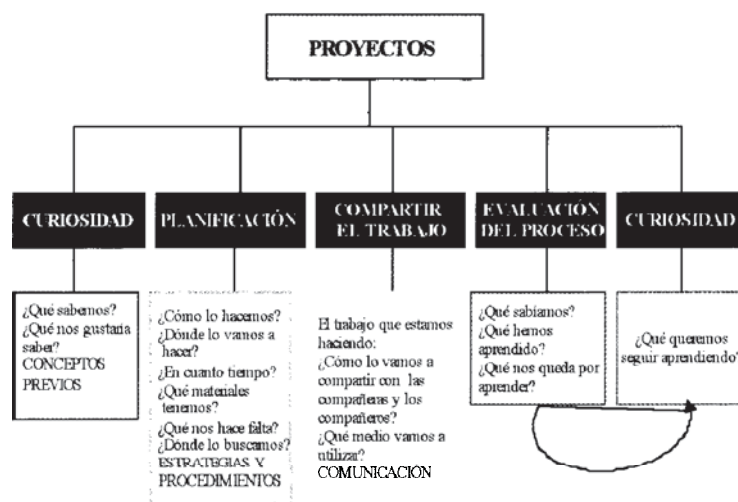 PROYECTOS
CURIOSIDAD
¿Qué sabemos?
¿Qué nos gustaría
saber?
CONCEPTOS
PREVIOS
PLANIFICACIÓN
¿Cómo lo hacemos?
¿Dónde lo vamos a
hacer?
¿En cuanto tiempo?
¿Qué materiales
tenemos?
¿Qué nos hace falta?
¿Dónde lo buscamos?
ESTRATEGIAS Y
PROCEDIMIENTOS
COMPARTIR
EL TRABAJO
El trabajo que estamos
haciendo:
¿Cómo lo vamos a
compartir con las
compañeras y los
compañeros?
¿Qué medio vamos a
utilizar?
COMUNICACIÓN
EVALUACIÓN
DEL PROCESO
¿Qué sabíamos?
¿Qué hemos
aprendido?
¿Qué nos queda por
aprender?
CURIOSIDAD
¿Qué queremos
seguir aprendiendo?